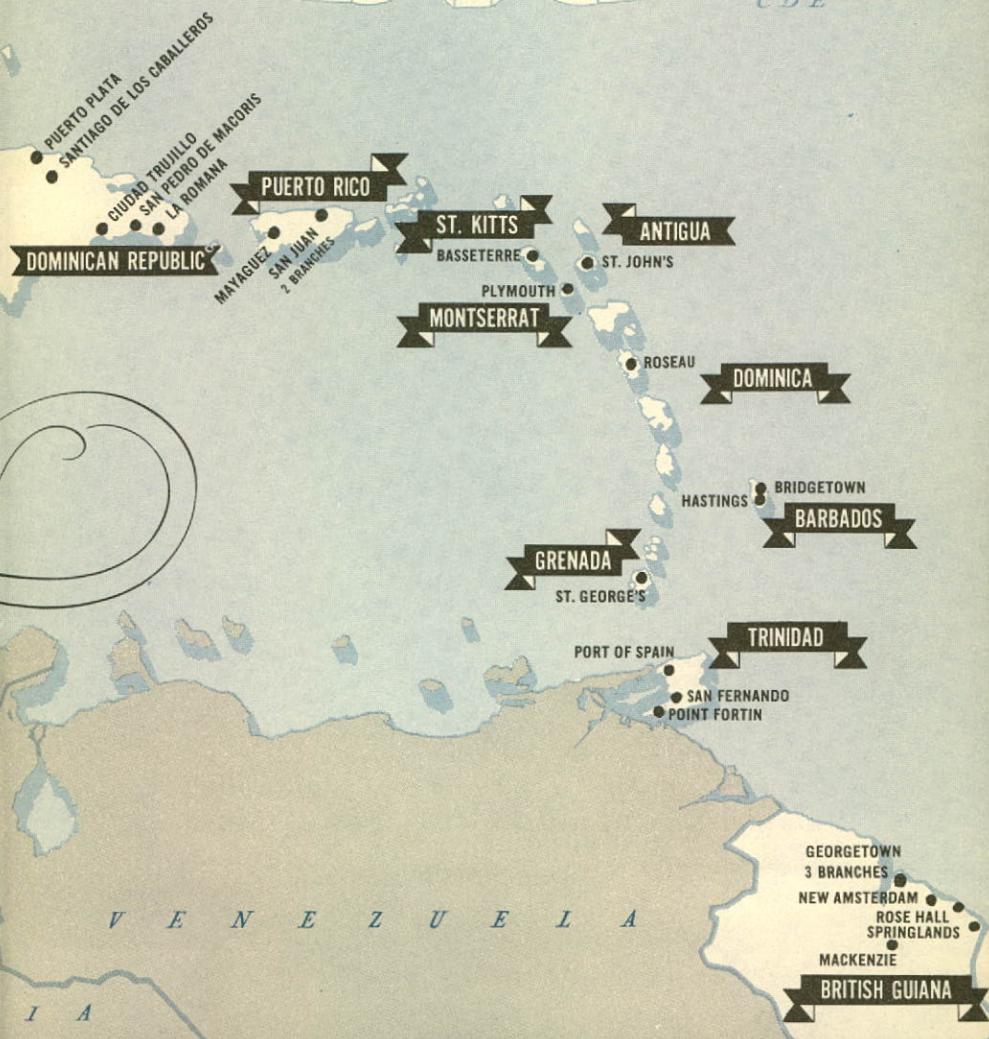 CDE
PUERTO PLATA
SANTIAGO DE LOS CABALLEROS
CIUDAD TRUJILLO
SAN PEDRO DE MACORIS
LA ROMANA
DOMINICAN REPUBLIC
PUERTO RICO
MAYAGUEZ
SAN JUAN
2 BRANCHES
ST. KITTS
BASSETERRE
ANTIGUA
ST. JOHN'S
PLYMOUTH
MONTSERRAT
ROSEAU
DOMINICA
BRIDGETOWN
HASTINGS
BARBADOS
GRENADA
ST. GEORGE'S
TRINIDAD
PORT OF SPAIN
SAN FERNANDO
POINT FORTIN
GEORGETOWN
3 BRANCHES
NEW AMSTERDAM
ROSE HALL
SPRINGLANDS
MACKENZIE
BRITISH GUIANA
VENEZUELA
IA